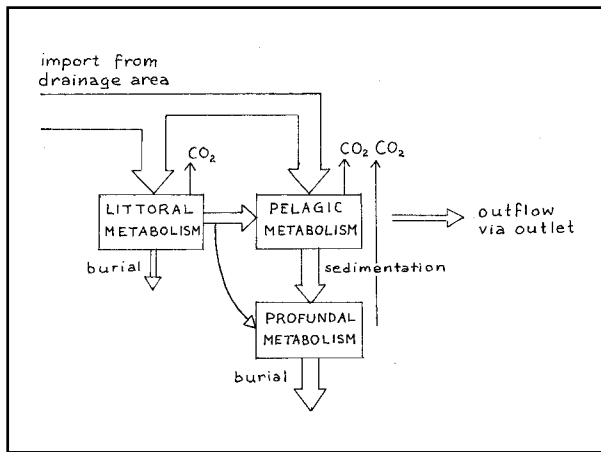 import from
drainage area
CO2
CO2 CO2
LITTORAL
METABOLISM
PELAGIC
METABOLISM
outflow
via outlet
burial
sedimentation
PROFUNDAL
METABOLISM
burial